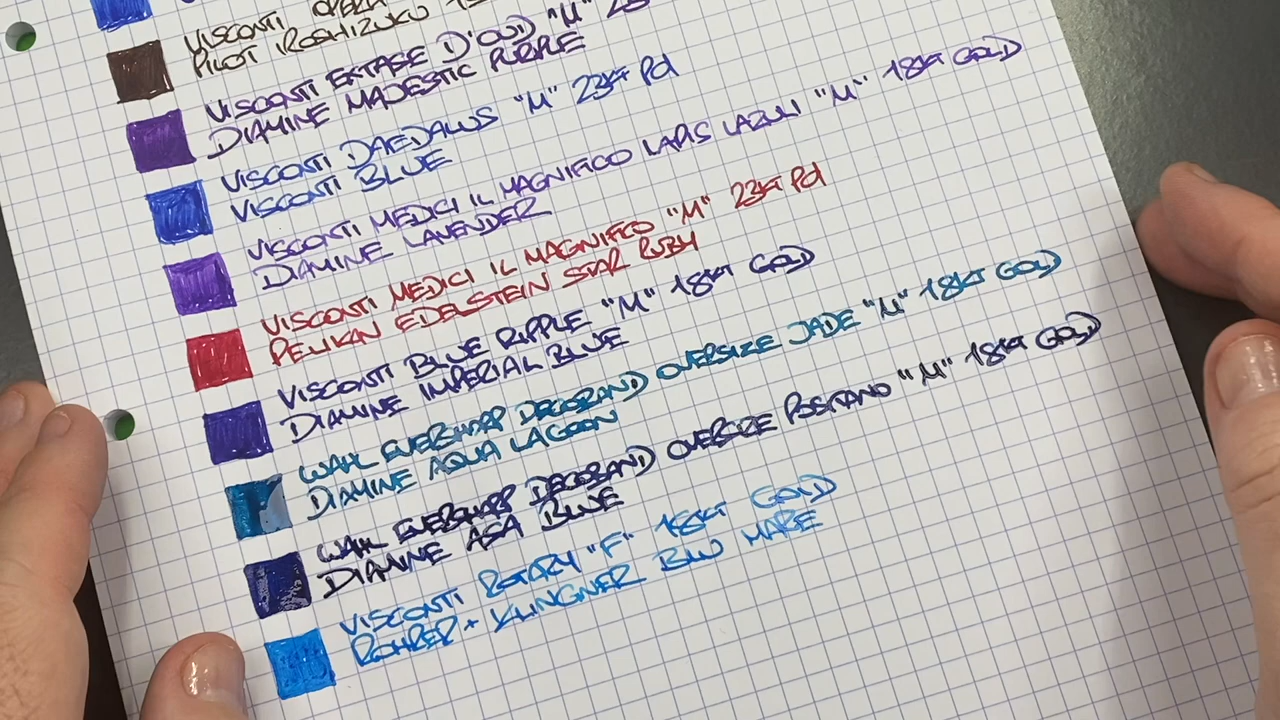 VISCONTI OPERA
PILOT IROSHIZUKU
VISCONTI EXTASE D'OUD "M"
DIAMINE MAJESTIC PURPLE
VISCONTI DAEDALUS "M" 23KT Pd
VISCONTI BLUE
VISCONTI MEDICI IL MAGNIFICO LAPIS LAZULI "M" 18KT GOLD
DIAMINE LAVENDER
VISCONTI MEDICI IL MAGNIFICO "M" 23KT Pd
PELIKAN EDELSTEIN STAR RUBY
VISCONTI BLUE RIPPLE "M" 18KT GOLD
DIAMINE IMPERIAL BLUE
WAHL EVERSHARP DECOBAND OVERSIZE JADE "M" 18KT GOLD
DIAMINE AQUA LAGOON
WAHL EVERSHARP DECOBAND OVERSIZE POSITANO "M" 18KT GOLD
DIAMINE ASA BLUE
VISCONTI ROTARY "F" 18KT GOLD
ROHRER + KLINGNER BLU MARE